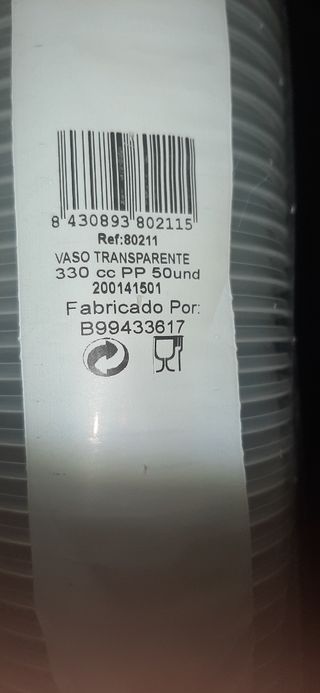 8 430893 802115
Ref:80211
VASO TRANSPARENTE
330 cc PP 50und
200141501
Fabricado Por:
B99433617